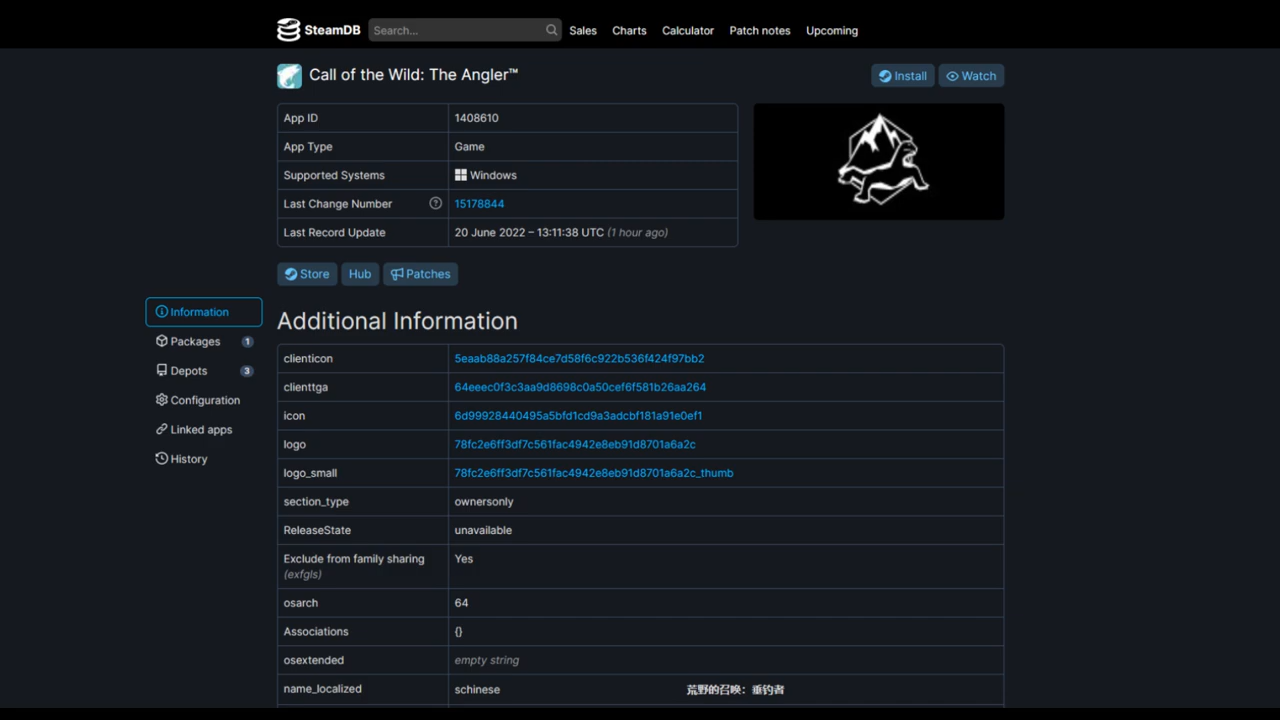 SteamDB Search... Sales Charts Calculator Patch notes Upcoming
Call of the Wild: The Angler™ Install Watch
App ID 1408610
App Type Game
Supported Systems Windows
Last Change Number 15178844
Last Record Update 20 June 2022 – 13:11:38 UTC (1 hour ago)
Store Hub Patches
Information
Packages 1
Depots 3
Configuration
Linked apps
History
Additional Information
clienticon 5eaab88a257f84ce7d58f6c922b536f424f97bb2
clienttga 64eeec0f3c3aa9d8698c0a50cef6f581b26aa264
icon 6d99928440495a5bfd1cd9a3adcbf181a91e0ef1
logo 78fc2e6ff3df7c561fac4942e8eb91d8701a6a2c
logo_small 78fc2e6ff3df7c561fac4942e8eb91d8701a6a2c_thumb
section_type ownersonly
ReleaseState unavailable
Exclude from family sharing Yes
(exfgls)
osarch 64
Associations {}
osextended empty string
name_localized schinese 荒野的召唤：垂钓者